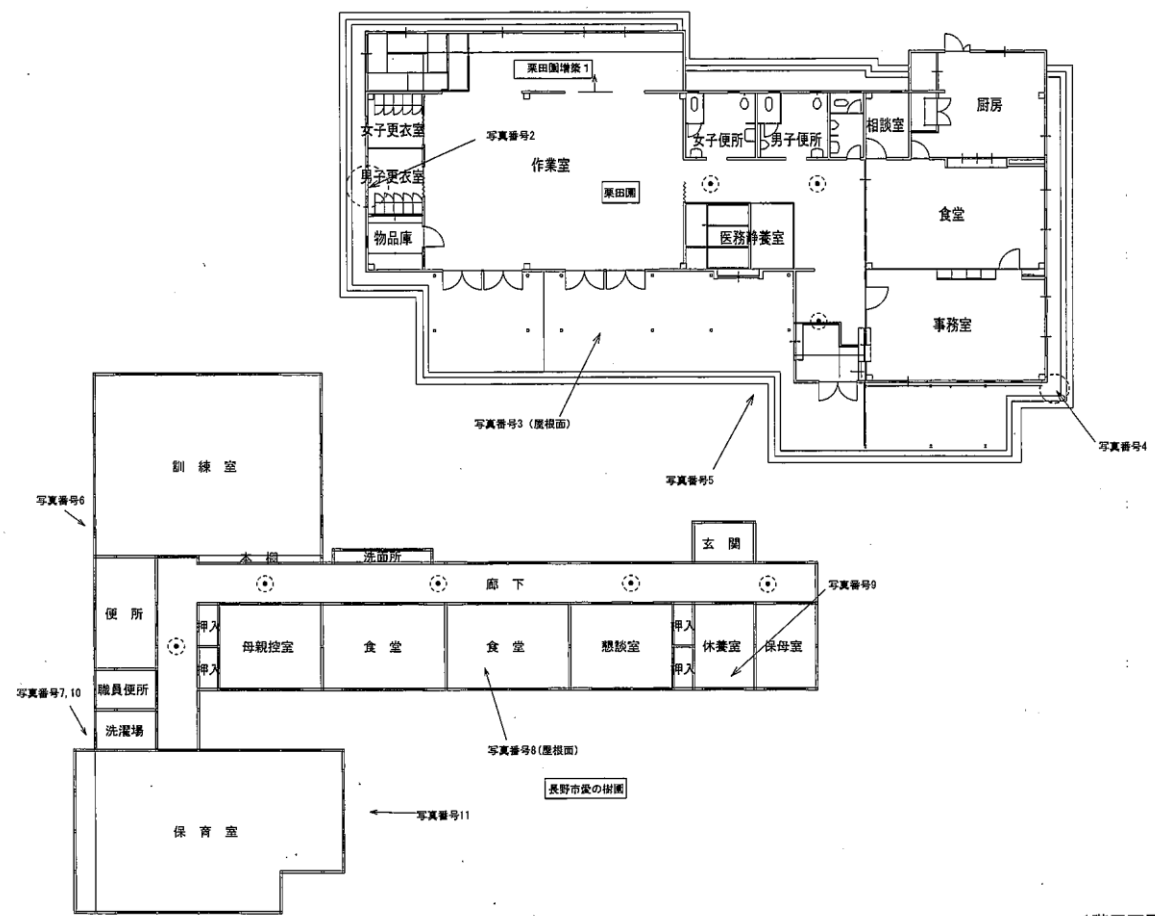 栗田園増築1
厨房
女子更衣室
写真番号2
女子便所
男子便所
相談室
作業室
男子更衣室
栗田園
食堂
物品庫
医務静養室
事務室
写真番号3（屋根面）
写真番号4
写真番号5
訓練室
写真番号6
玄関
本棚
洗面所
廊下
写真番号9
便所
押入
母親控室
食堂
食堂
懇談室
押入
休養室
保母室
押入
押入
職員便所
写真番号7,10
洗濯場
写真番号8(屋根面)
長野市愛の樹園
写真番号11
保育室